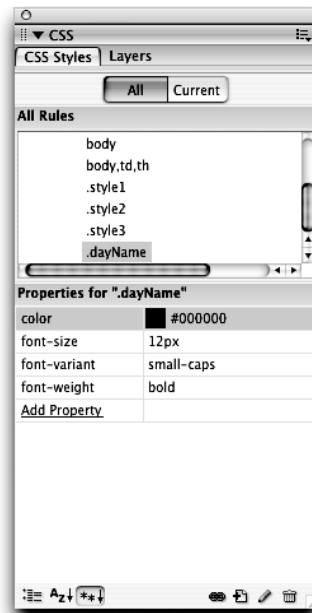 CSS
CSS Styles Layers
All Current
All Rules
body
body,td,th
.style1
.style2
.style3
.dayName
Properties for ".dayName"
color #000000
font-size 12px
font-variant small-caps
font-weight bold
Add Property
AZ **